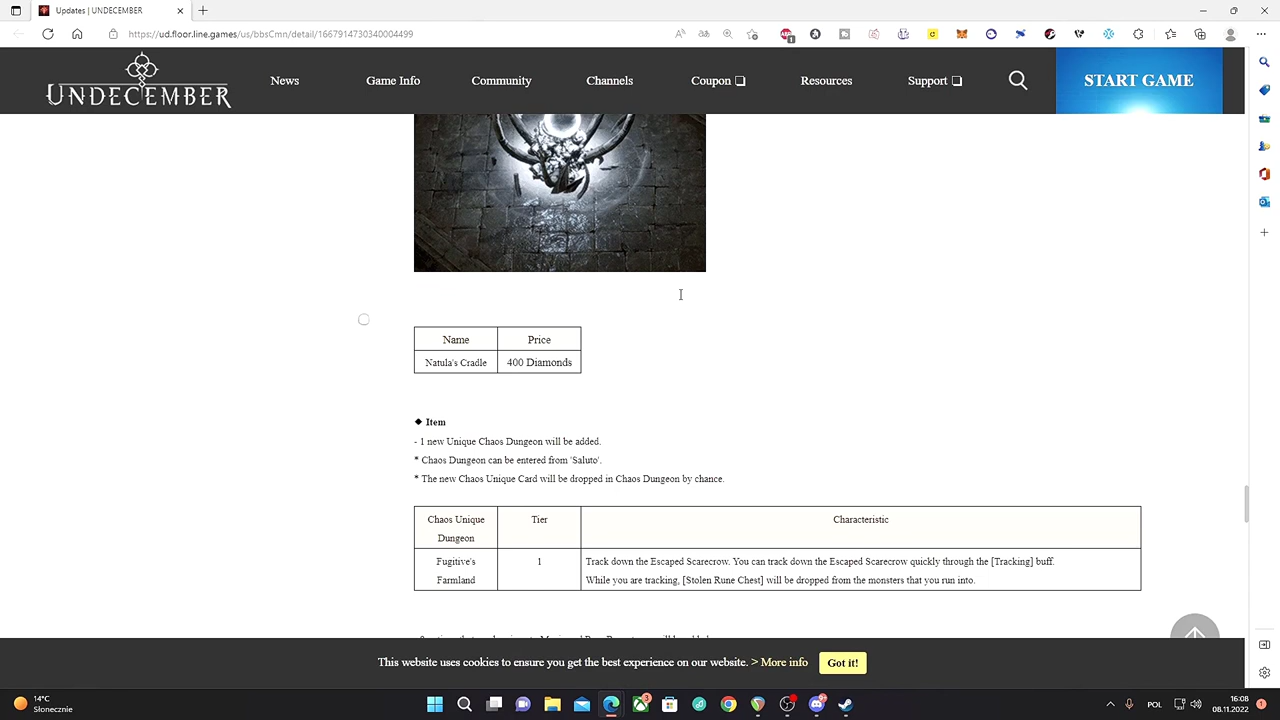 Updates | UNDECEMBER
https://ud.floor.line.games/us/bbsCmn/detail/1667914730340004499
UNDECEMBER
News
Game Info
Community
Channels
Coupon
Resources
Support
START GAME
Name
Price
Natula's Cradle
400 Diamonds
◆ Item
- 1 new Unique Chaos Dungeon will be added.
* Chaos Dungeon can be entered from 'Saluto'.
* The new Chaos Unique Card will be dropped in Chaos Dungeon by chance.
Chaos Unique
Dungeon
Tier
Characteristic
Fugitive's
Farmland
1
Track down the Escaped Scarecrow. You can track down the Escaped Scarecrow quickly through the [Tracking] buff.
While you are tracking, [Stolen Rune Chest] will be dropped from the monsters that you run into.
This website uses cookies to ensure you get the best experience on our website. > More info
Got it!
14°C
Słonecznie
POL
16:08
08.11.2022